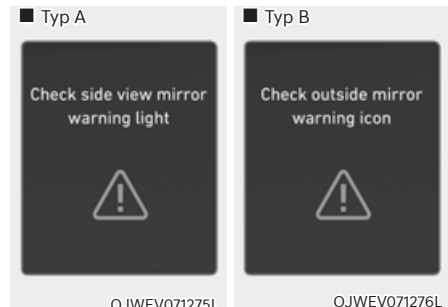 ■ Typ A
Check side view mirror
warning light
OJWEV071275L
■ Typ B
Check outside mirror
warning icon
OJWEV071276L